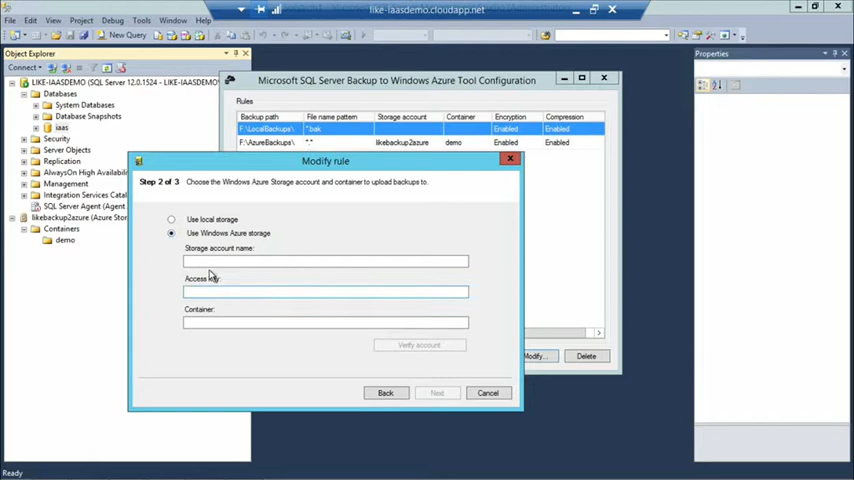 like-Iaasdemo.cloudapp.net
File Edit View Project Debug Tools Window Help
New Query
Object Explorer
Properties
Connect
LIKE-IAASDEMO (SQL Server 12.0.1524 - LIKE-IAASDEMO\
Databases
System Databases
Database Snapshots
iaas
Security
Server Objects
Replication
AlwaysOn High Availabili
Management
Integration Services Cata
SQL Server Agent (Agent
likebackup2azure (Azure Stor
Containers
demo
Microsoft SQL Server Backup to Windows Azure Tool Configuration
Rules
Backup path File name pattern Storage account Container Encryption Compression
F:\LocalBackups\ *.bak Enabled Enabled
F:\AzureBackups\ *.* likebackup2azure demo Enabled Enabled
Modify... Delete
Modify rule
Step 2 of 3 Choose the Windows Azure Storage account and container to upload backups to.
Use local storage
Use Windows Azure storage
Storage account name:
Access key:
Container:
Verify account
Back Next Cancel
Ready